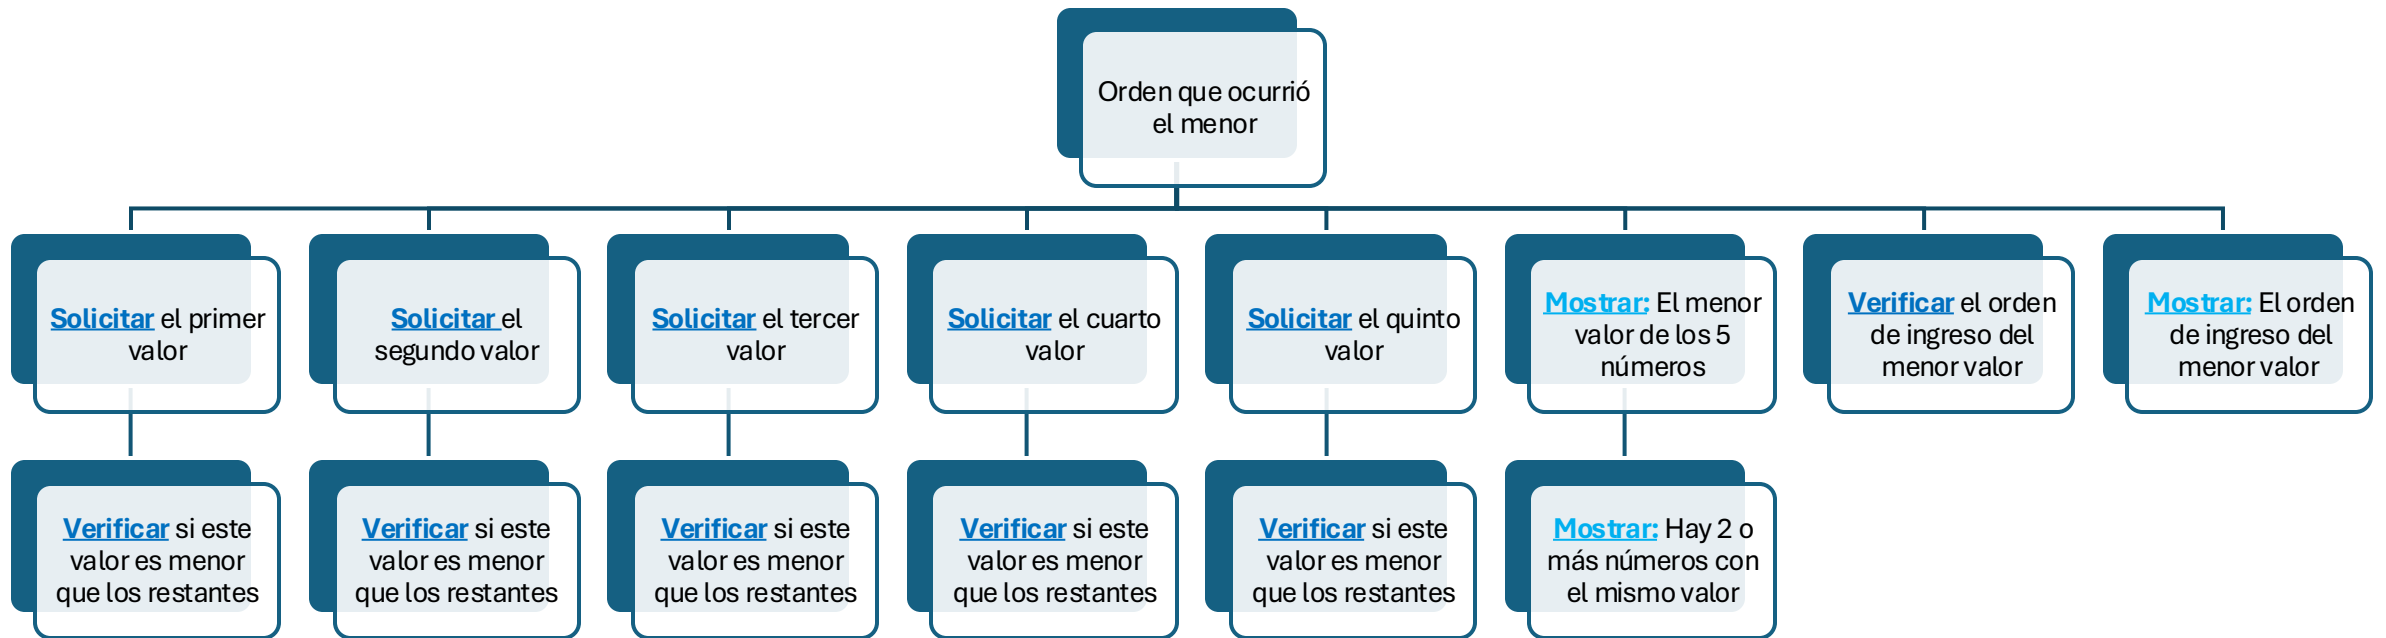 Orden que ocurrió
el menor
Solicitar el primer
valor
Solicitar el
segundo valor
Solicitar el tercer
valor
Solicitar el cuarto
valor
Solicitar el quinto
valor
Mostrar: El menor
valor de los 5
números
Verificar el orden
de ingreso del
menor valor
Mostrar: El orden
de ingreso del
menor valor
Verificar si este
valor es menor
que los restantes
Verificar si este
valor es menor
que los restantes
Verificar si este
valor es menor
que los restantes
Verificar si este
valor es menor
que los restantes
Verificar si este
valor es menor
que los restantes
Mostrar: Hay 2 o
más números con
el mismo valor